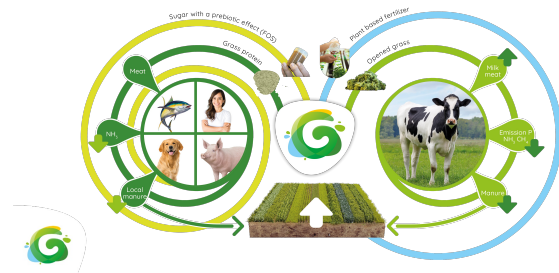 Sugar with a prebiotic effect (FOS)
Grass protein
Plant based fertilizer
Opened grass
Meat
NH₃
Local
manure
Milk
meat
Emission P
NH₃ CH₄
Manure